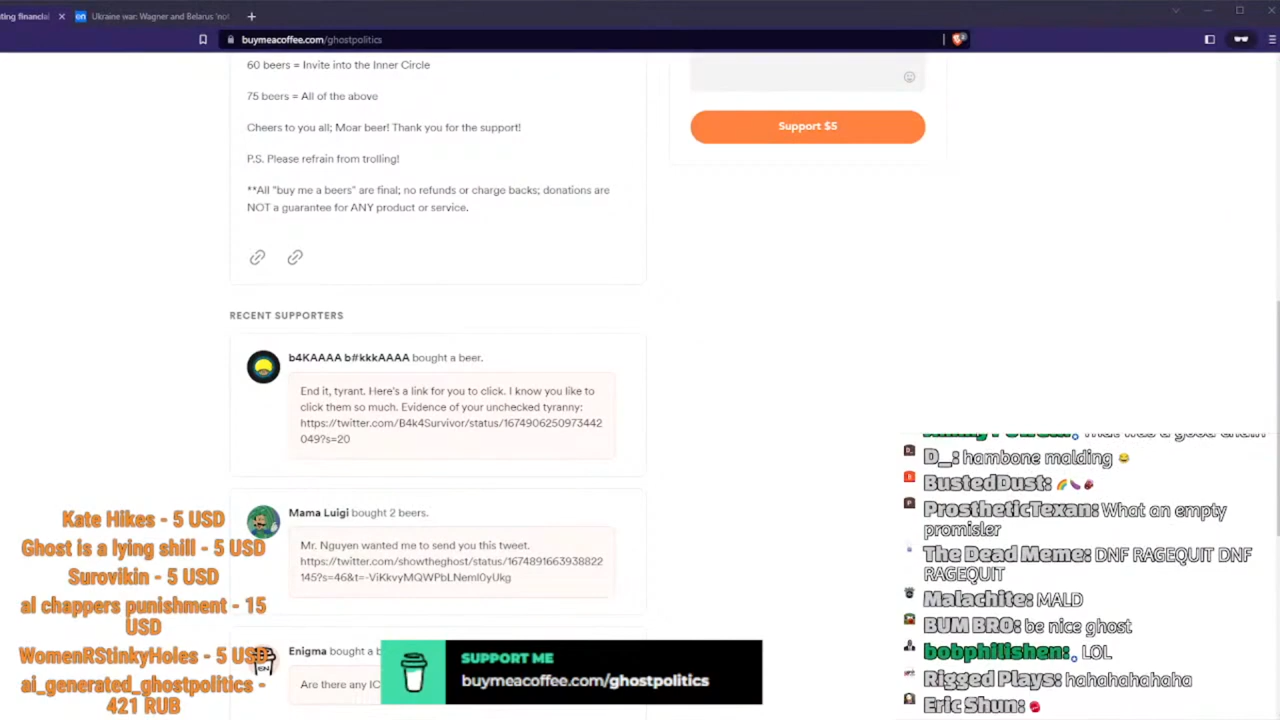 ting financial
Ukraine war: Wagner and Belarus 'not
buymeacoffee.com/ghostpolitics
60 beers = Invite into the Inner Circle
75 beers = All of the above
Cheers to you all; Moar beer! Thank you for the support!
P.S. Please refrain from trolling!
**All "buy me a beers" are final; no refunds or charge backs; donations are
NOT a guarantee for ANY product or service.
Support $5
RECENT SUPPORTERS
b4KAAAA b#kkkAAAA bought a beer.
End it, tyrant. Here's a link for you to click. I know you like to
click them so much. Evidence of your unchecked tyranny:
https://twitter.com/B4k4Survivor/status/1674906250973442
049?s=20
Mama Luigi bought 2 beers.
Mr. Nguyen wanted me to send you this tweet.
https://twitter.com/showtheghost/status/1674891663938822
145?s=46&t=-ViKkvyMQWPbLNeml0yUkg
Enigma bought a b
Are there any IC
Kate Hikes - 5 USD
Ghost is a lying shill - 5 USD
Surovikin - 5 USD
al chappers punishment - 15
USD
WomenRStinkyHoles - 5 USD
ai_generated_ghostpolitics -
421 RUB
SUPPORT ME
buymeacoffee.com/ghostpolitics
That was a good chain
D_: hambone malding 😂
BustedDust: 🌈🍆
ProstheticTexan: What an empty
promisler
The Dead Meme: DNF RAGEQUIT DNF
RAGEQUIT
Malachite: MALD
BUM BRO: be nice ghost
bobphilishen: LOL
Rigged Plays: hahahahahaha
Eric Shun: